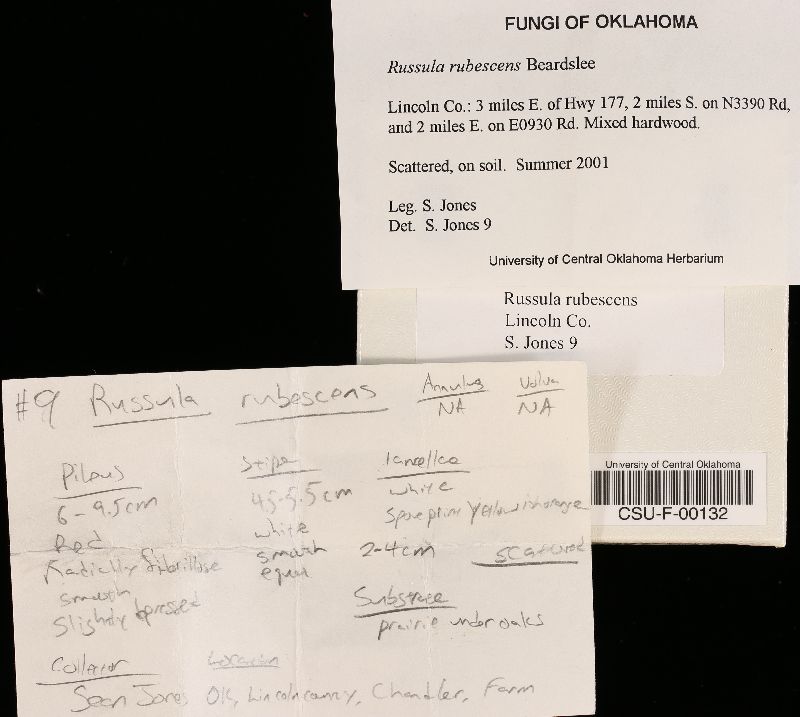 FUNGI OF OKLAHOMA
Russula rubescens Beardslee
Lincoln Co.: 3 miles E. of Hwy 177, 2 miles S. on N3390 Rd,
and 2 miles E. on E0930 Rd. Mixed hardwood.
Scattered, on soil. Summer 2001
Leg. S. Jones
Det. S. Jones 9
University of Central Oklahoma Herbarium
Russula rubescens
Lincoln Co.
S. Jones 9
University of Central Oklahoma
CSU-F-00132
#9 Russula rubescens
Annulus
NA
Volva
NA
Pileus
6-9.5cm
Red
Radially fibrillose
smooth
Slightly
Stipe
4.5-5.5cm
white
smooth
equal
lamellae
white
Spore print Yellowish orange
2-4cm
scattered
Substrate
prairie under oaks
Collector
Sean Jones
Location
OK, Lincoln county, Chandler, Farm